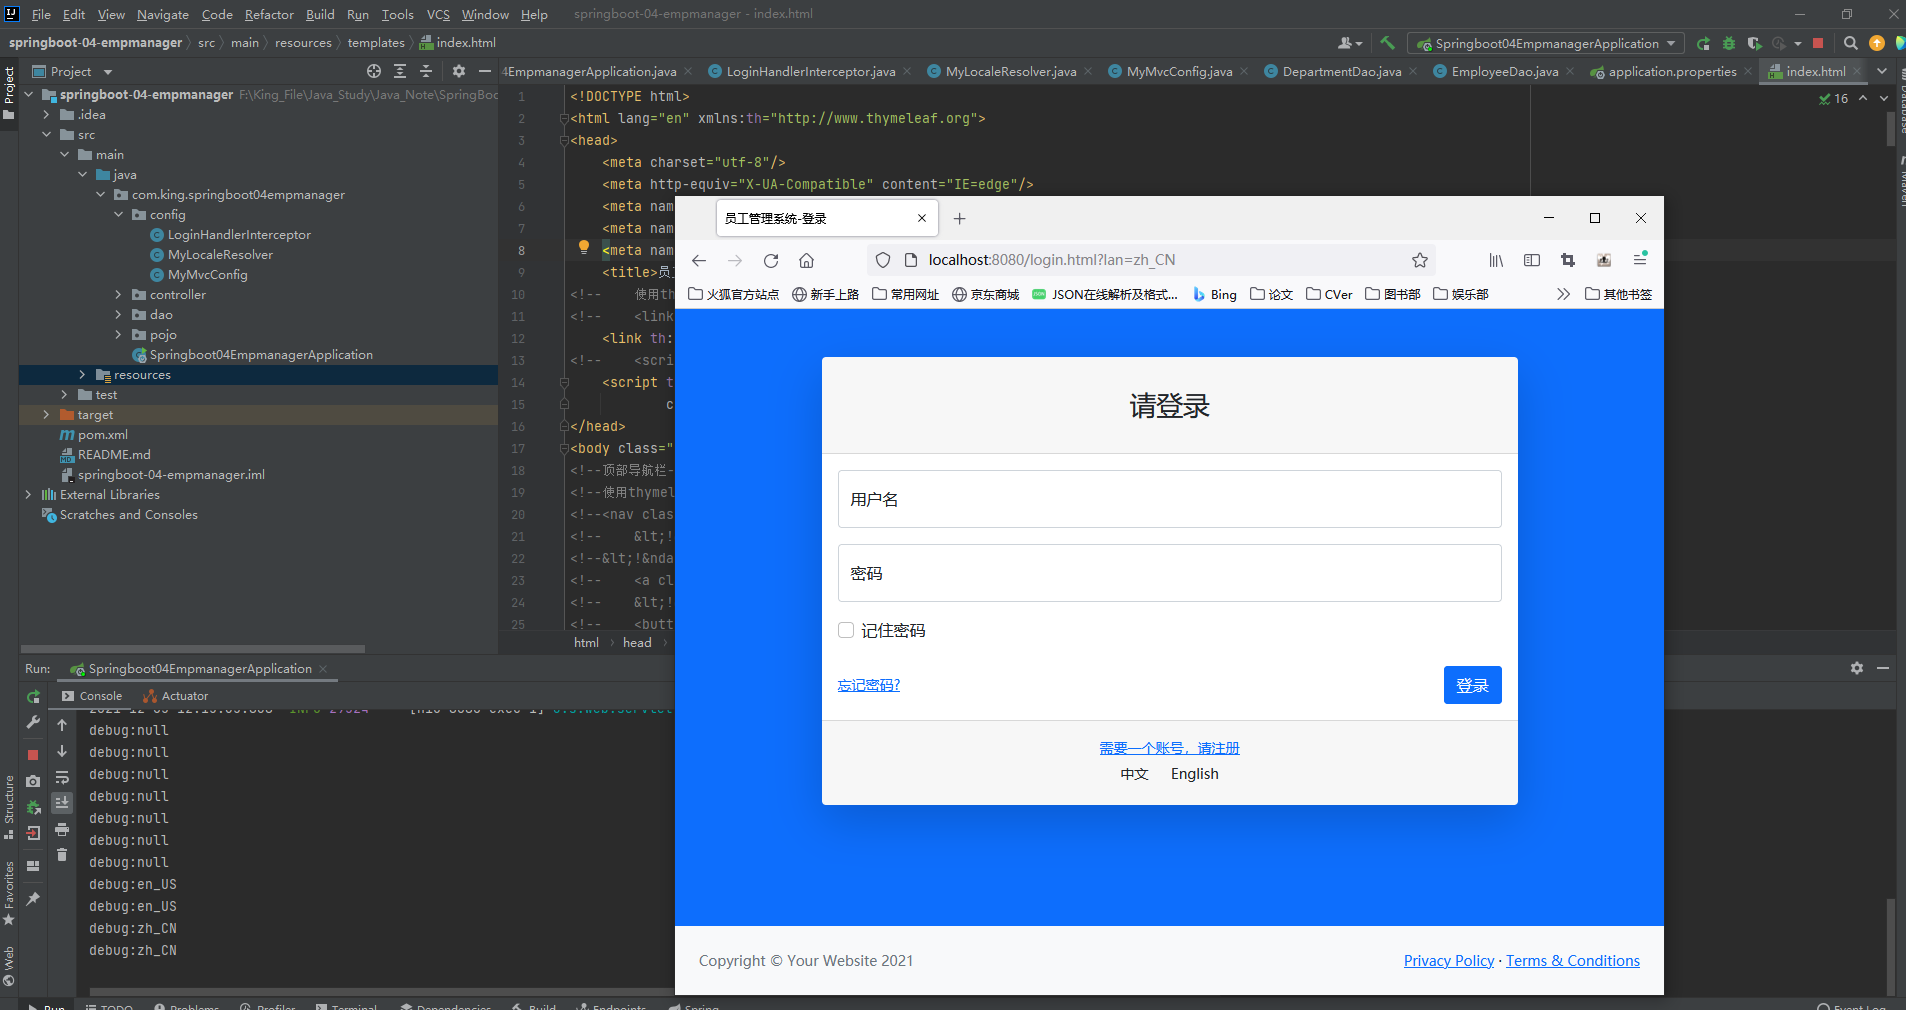 File Edit View Navigate Code Refactor Build Run Tools VCS Window Help springboot-04-empmanager - index.html
springboot-04-empmanager src main resources templates index.html
Springboot04EmpmanagerApplication
Project
4EmpmanagerApplication.java LoginHandlerInterceptor.java MyLocaleResolver.java MyMvcConfig.java DepartmentDao.java EmployeeDao.java application.properties index.html
Project
springboot-04-empmanager F:\King_File\Java_Study\Java_Note\SpringBoo
.idea
src
main
java
com.king.springboot04empmanager
config
LoginHandlerInterceptor
MyLocaleResolver
MyMvcConfig
controller
dao
pojo
Springboot04EmpmanagerApplication
resources
test
target
pom.xml
README.md
springboot-04-empmanager.iml
External Libraries
Scratches and Consoles
16
1 <!DOCTYPE html>
2 <html lang="en" xmlns:th="http://www.thymeleaf.org">
3 <head>
4 <meta charset="utf-8"/>
5 <meta http-equiv="X-UA-Compatible" content="IE=edge"/>
6 <meta nam
7 <meta nam
8 <meta nam
9 <title>员工
10 <!-- 使用th
11 <!-- <link
12 <link th:
13 <!-- <scri
14 <script t
15 c
16 </head>
17 <body class="
18 <!--顶部导航栏-
19 <!--使用thymel
20 <!--<nav clas
21 <!-- &lt;!
22 <!--&lt;!&nda
23 <!-- <a cl
24 <!-- &lt;!
25 <!-- <butt
html head
Database
Maven
员工管理系统-登录
localhost:8080/login.html?lan=zh_CN
火狐官方站点 新手上路 常用网址 京东商城 JSON在线解析及格式... Bing 论文 CVer 图书部 娱乐部 其他书签
请登录
用户名
密码
记住密码
忘记密码?
登录
需要一个账号，请注册
中文 English
Copyright © Your Website 2021
Privacy Policy · Terms & Conditions
Run: Springboot04EmpmanagerApplication
Console Actuator
debug:null
debug:null
debug:null
debug:null
debug:null
debug:null
debug:null
debug:en_US
debug:en_US
debug:zh_CN
debug:zh_CN
Structure
Favorites
Web
Run TODO Problems Profiler Terminal Dependencies Build Endpoints Spring Event Log